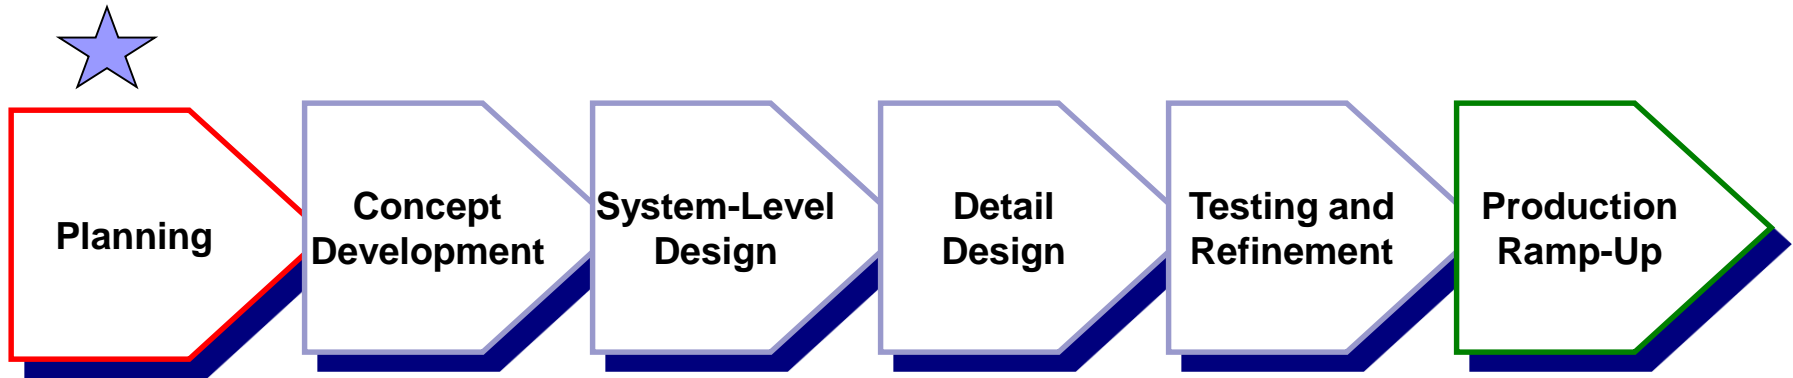 Planning
Concept
Development
System-Level
Design
Detail
Design
Testing and
Refinement
Production
Ramp-Up